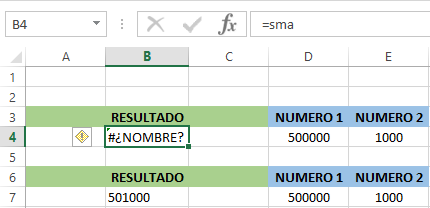 B4 fx =sma
A B C D E
1
2
3 RESULTADO NUMERO 1 NUMERO 2
4 #¿NOMBRE? 500000 1000
5
6 RESULTADO NUMERO 1 NUMERO 2
7 501000 500000 1000